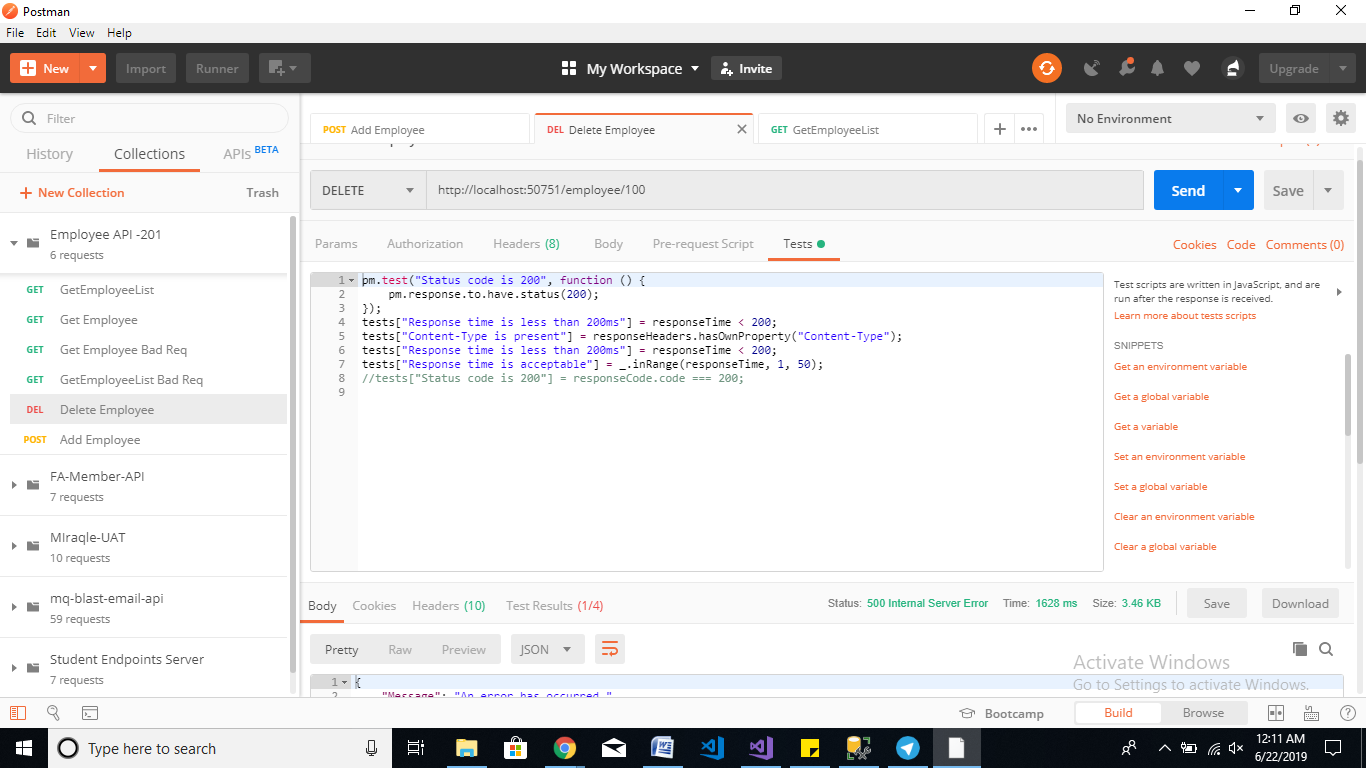 Postman
File Edit View Help
New Import Runner My Workspace Invite Upgrade
Filter
History Collections APIs BETA
+ New Collection Trash
Employee API -201
6 requests
GET GetEmployeeList
GET Get Employee
GET Get Employee Bad Req
GET GetEmployeeList Bad Req
DEL Delete Employee
POST Add Employee
FA-Member-API
7 requests
MIraqle-UAT
10 requests
mq-blast-email-api
59 requests
Student Endpoints Server
7 requests
POST Add Employee DEL Delete Employee GET GetEmployeeList
No Environment
DELETE http://localhost:50751/employee/100 Send Save
Params Authorization Headers (8) Body Pre-request Script Tests Cookies Code Comments (0)
1 pm.test("Status code is 200", function () {
2 pm.response.to.have.status(200);
3 });
4 tests["Response time is less than 200ms"] = responseTime < 200;
5 tests["Content-Type is present"] = responseHeaders.hasOwnProperty("Content-Type");
6 tests["Response time is less than 200ms"] = responseTime < 200;
7 tests["Response time is acceptable"] = _.inRange(responseTime, 1, 50);
8 //tests["Status code is 200"] = responseCode.code === 200;
9
Test scripts are written in JavaScript, and are
run after the response is received.
Learn more about tests scripts
SNIPPETS
Get an environment variable
Get a global variable
Get a variable
Set an environment variable
Set a global variable
Clear an environment variable
Clear a global variable
Body Cookies Headers (10) Test Results (1/4) Status: 500 Internal Server Error Time: 1628 ms Size: 3.46 KB Save Download
Pretty Raw Preview JSON
1 {
2 "Message": "An error has occurred."
Activate Windows
Go to Settings to activate Windows.
Bootcamp Build Browse
Type here to search
12:11 AM
6/22/2019